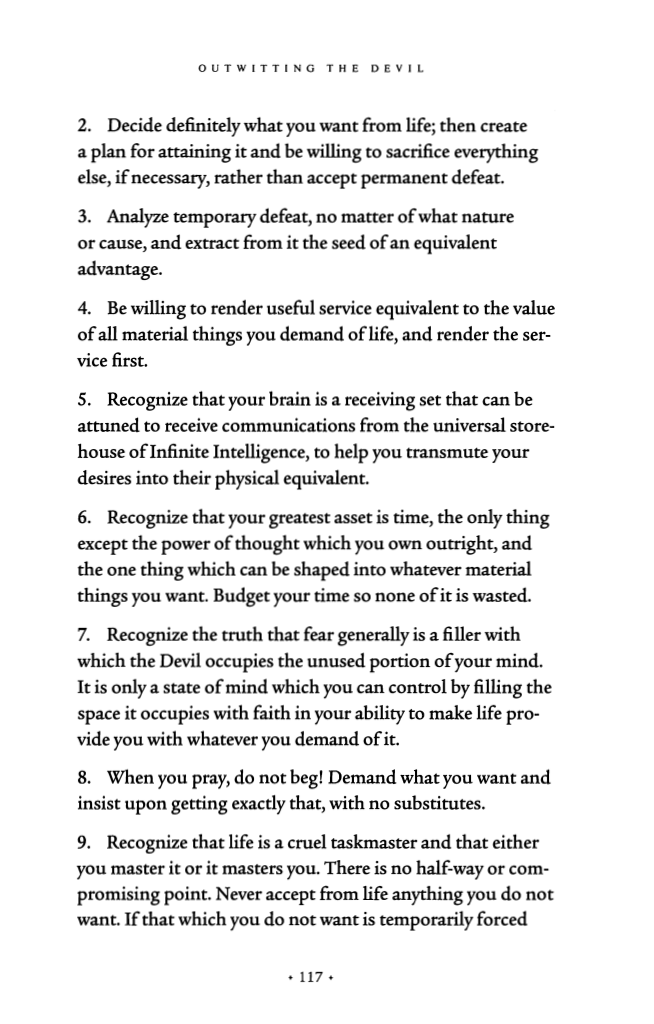 OUTWITTING THE DEVIL
2. Decide definitely what you want from life; then create
a plan for attaining it and be willing to sacrifice everything
else, if necessary, rather than accept permanent defeat.
3. Analyze temporary defeat, no matter of what nature
or cause, and extract from it the seed of an equivalent
advantage.
4. Be willing to render useful service equivalent to the value
of all material things you demand of life, and render the ser-
vice first.
5. Recognize that your brain is a receiving set that can be
attuned to receive communications from the universal store-
house of Infinite Intelligence, to help you transmute your
desires into their physical equivalent.
6. Recognize that your greatest asset is time, the only thing
except the power of thought which you own outright, and
the one thing which can be shaped into whatever material
things you want. Budget your time so none of it is wasted.
7. Recognize the truth that fear generally is a filler with
which the Devil occupies the unused portion of your mind.
It is only a state of mind which you can control by filling the
space it occupies with faith in your ability to make life pro-
vide you with whatever you demand of it.
8. When you pray, do not beg! Demand what you want and
insist upon getting exactly that, with no substitutes.
9. Recognize that life is a cruel taskmaster and that either
you master it or it masters you. There is no half-way or com-
promising point. Never accept from life anything you do not
want. If that which you do not want is temporarily forced
• 117 •